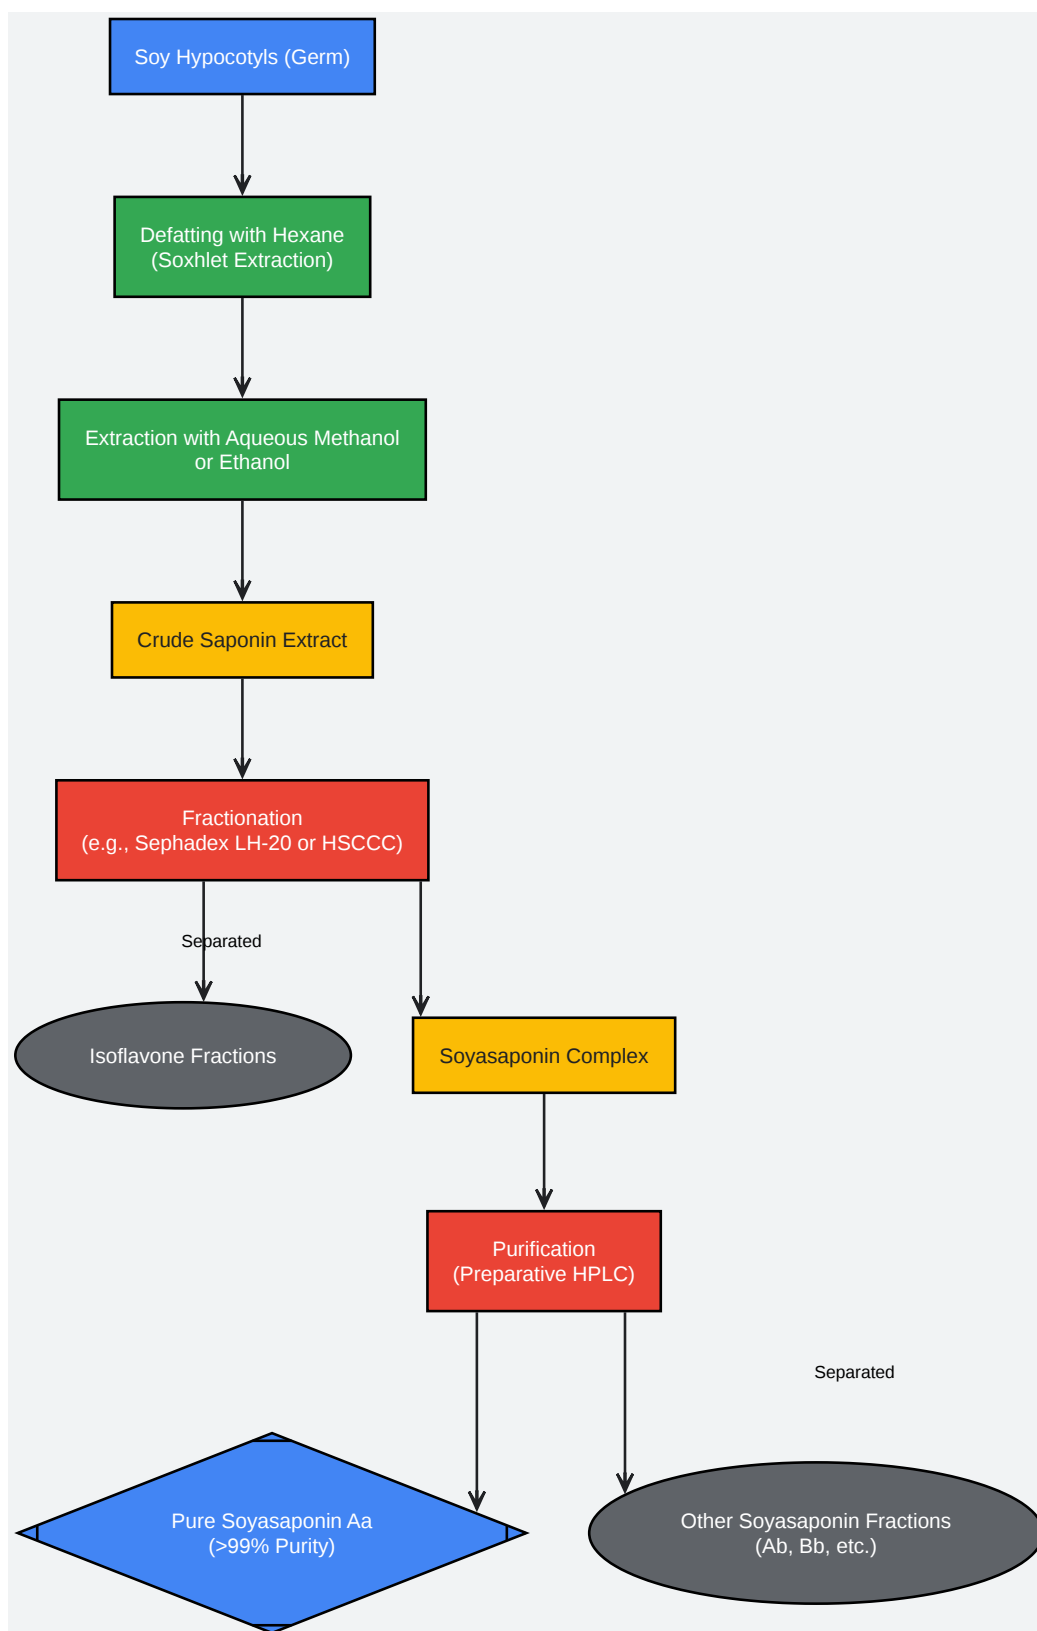 Soy Hypocotyls (Germ)
Defatting with Hexane
(Soxhlet Extraction)
Extraction with Aqueous Methanol
or Ethanol
Crude Saponin Extract
Fractionation
(e.g., Sephadex LH-20 or HSCCC)
Separated
Isoflavone Fractions
Soyasaponin Complex
Purification
(Preparative HPLC)
Separated
Pure Soyasaponin Aa
(>99% Purity)
Other Soyasaponin Fractions
(Ab, Bb, etc.)